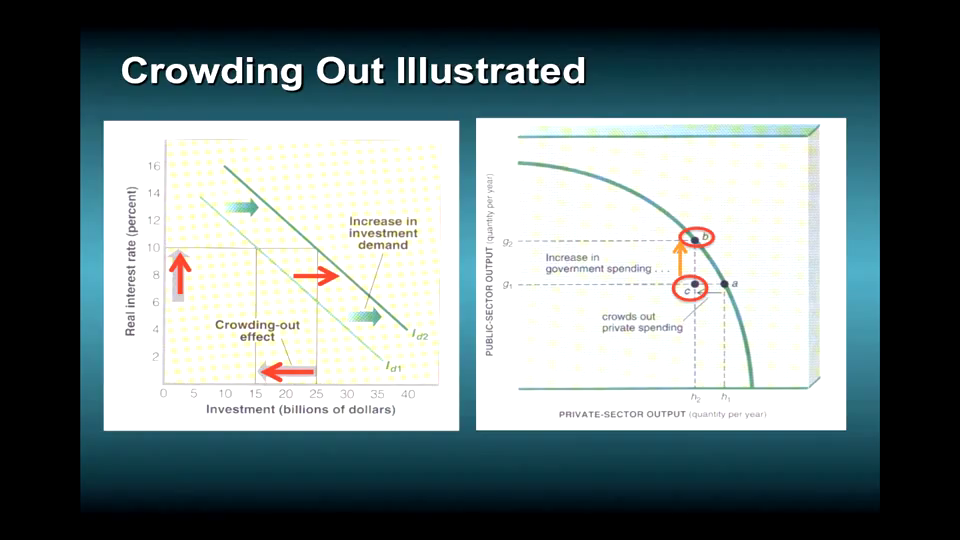 Crowding Out Illustrated
Real interest rate (percent)
16
14
12
10
8
6
4
2
0
5
10
15
20
25
30
35
40
Investment (billions of dollars)
Increase in
investment
demand
Crowding-out
effect
Id2
Id1
PUBLIC-SECTOR OUTPUT (quantity per year)
g2
g1
b
Increase in
government spending . . .
c
a
crowds out
private spending
h2
h1
PRIVATE-SECTOR OUTPUT (quantity per year)